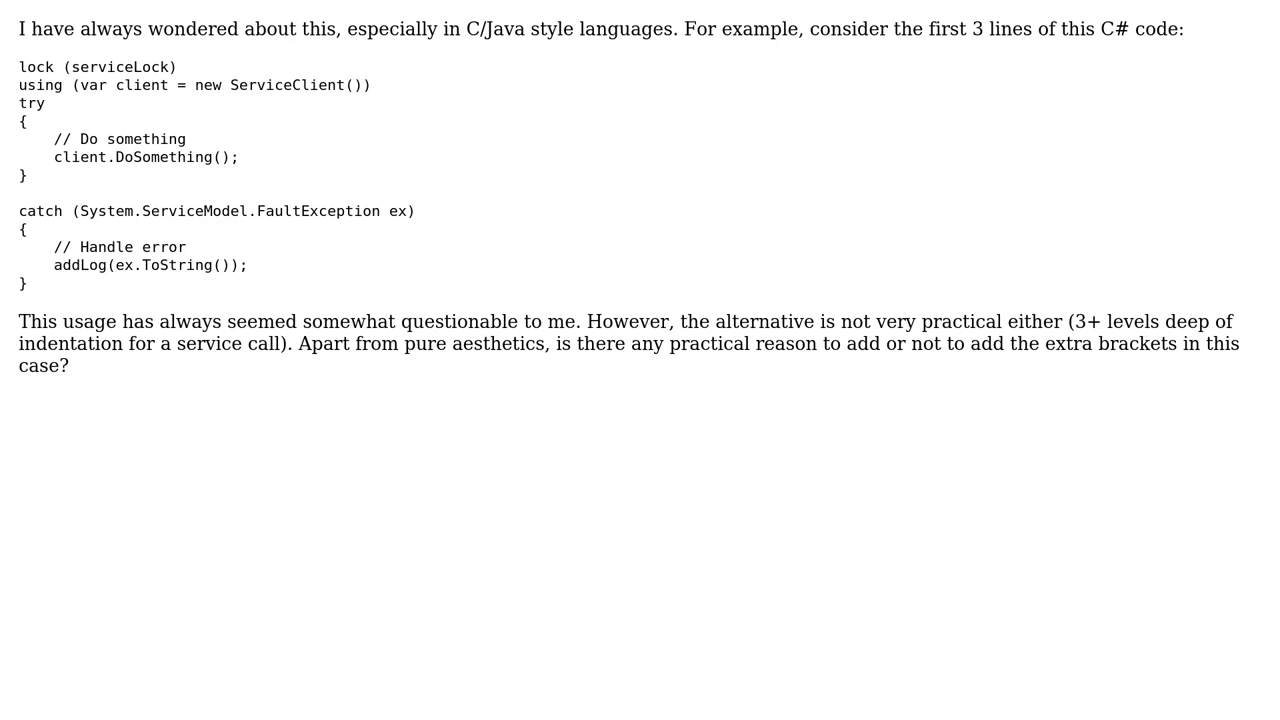 I have always wondered about this, especially in C/Java style languages. For example, consider the first 3 lines of this C# code:
lock (serviceLock)
using (var client = new ServiceClient())
try
{
    // Do something
    client.DoSomething();
}
catch (System.ServiceModel.FaultException ex)
{
    // Handle error
    addLog(ex.ToString());
}
This usage has always seemed somewhat questionable to me. However, the alternative is not very practical either (3+ levels deep of
indentation for a service call). Apart from pure aesthetics, is there any practical reason to add or not to add the extra brackets in this
case?